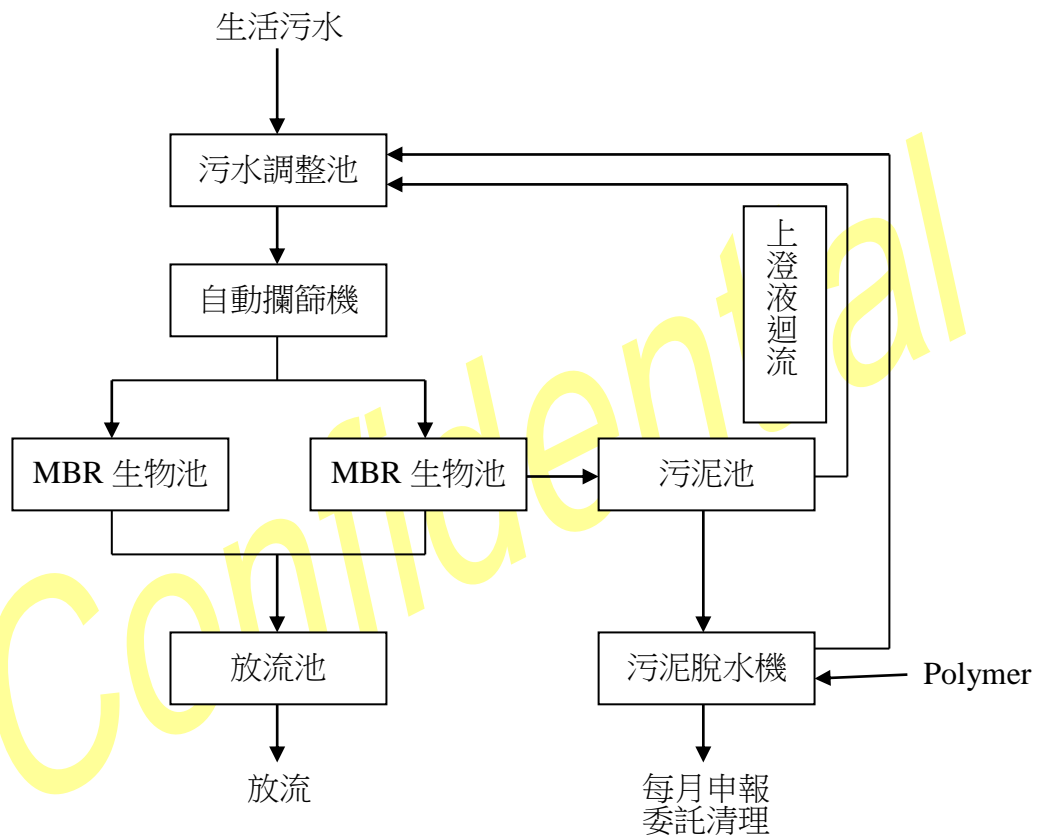 生活污水
污水調整池
自動攔篩機
上澄液迴流
MBR 生物池
MBR 生物池
污泥池
放流池
污泥脫水機
Polymer
放流
每月申報
委託清理
Confidental